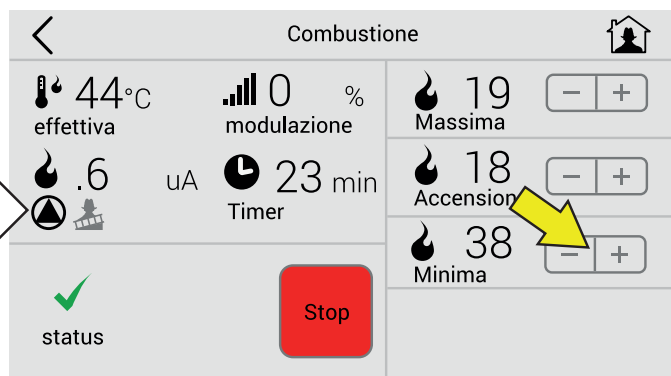 Combustione
44°C
effettiva
0 %
modulazione
.6 uA
23 min
Timer
status
Stop
19
Massima
- +
18
Accension
- +
38
Minima
- +